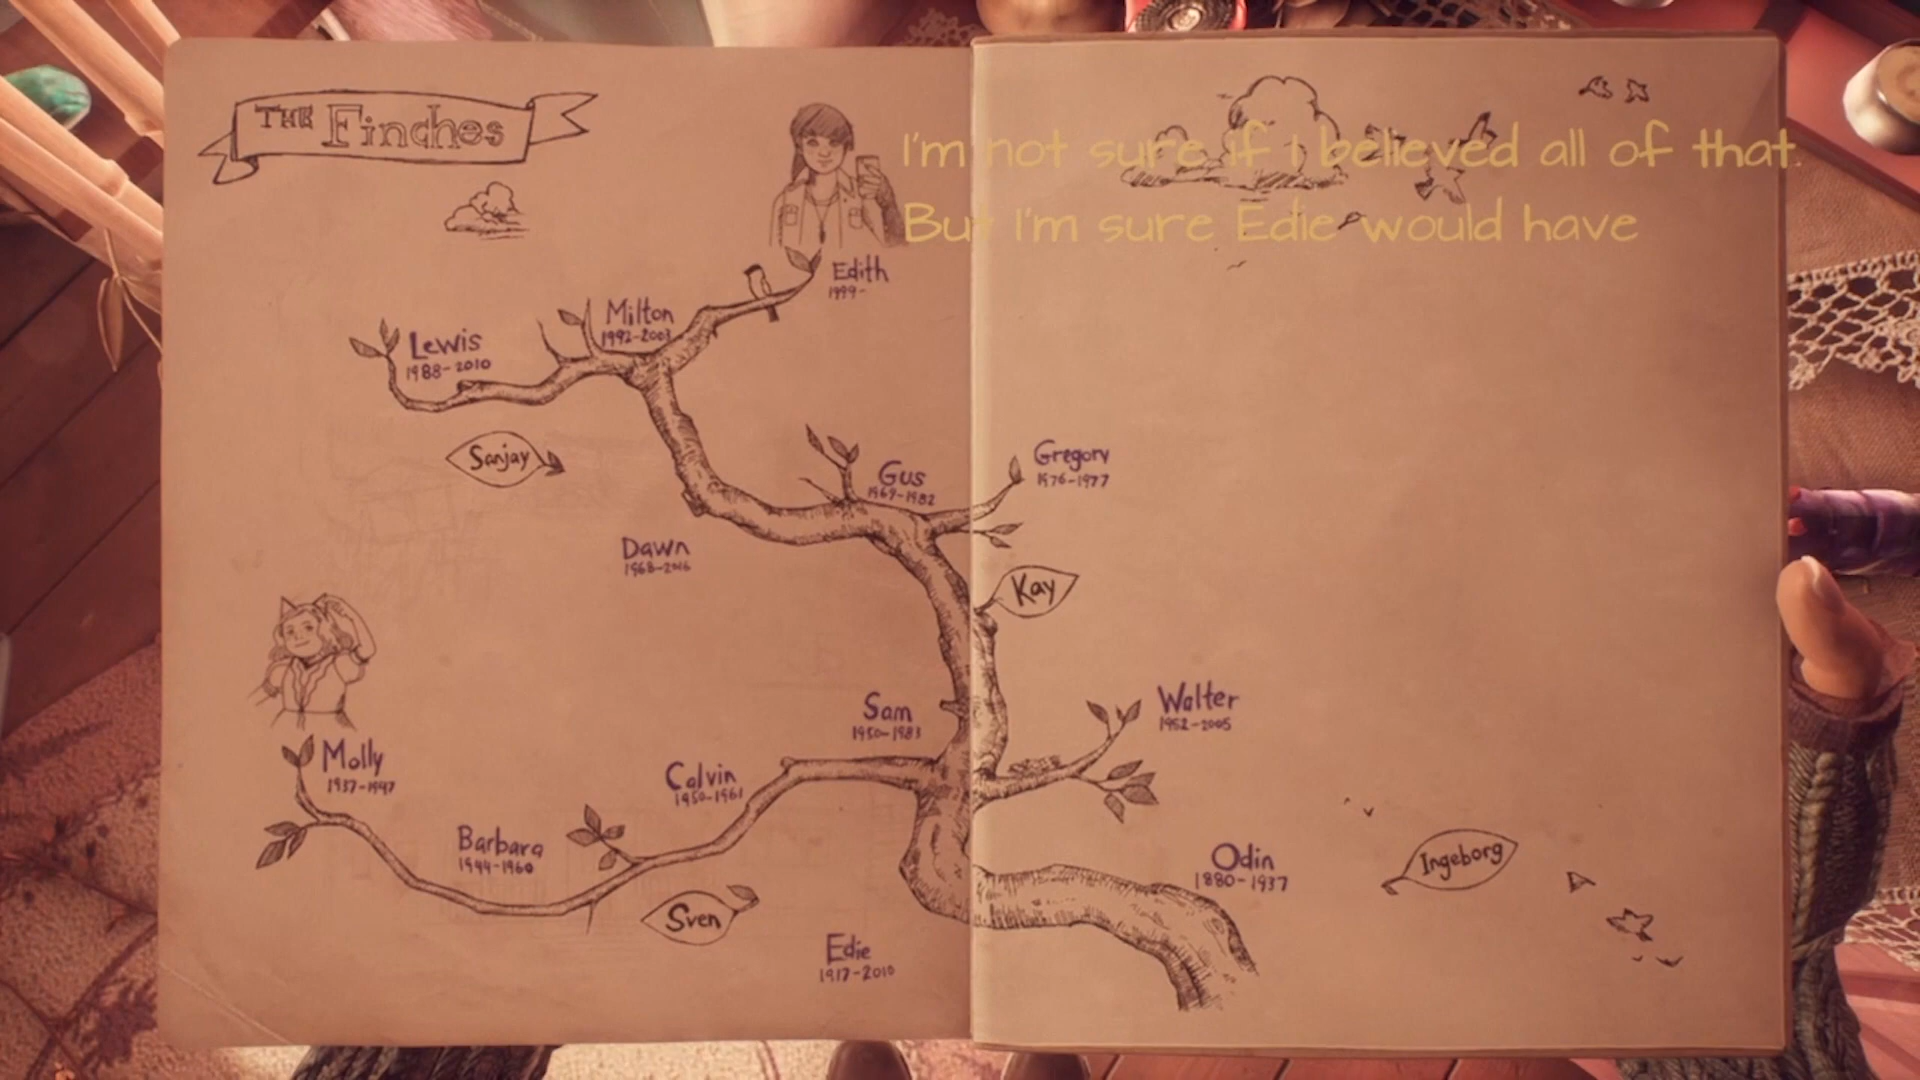 THE Finches
I'm not sure if I believed all of that.
But I'm sure Edie would have
Edith
1999-
Milton
1992-2003
Lewis
1988-2010
Sanjay
Gus
1969-1982
Gregory
1976-1977
Dawn
1968-2016
Kay
Sam
1950-1983
Walter
1952-2005
Molly
1937-1947
Calvin
1950-1961
Barbara
1944-1960
Odin
1880-1937
Ingeborg
Sven
Edie
1917-2010